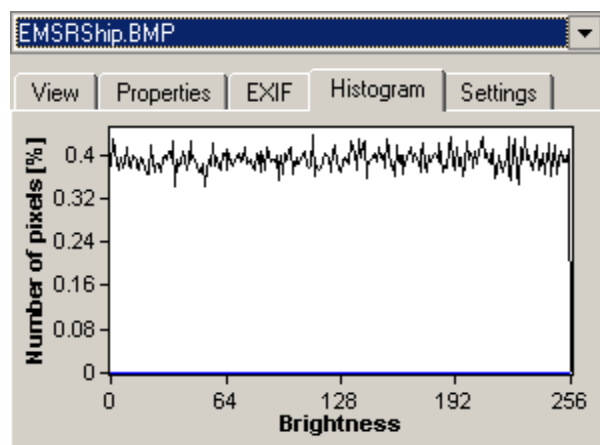 EMSRShip.BMP
View Properties EXIF Histogram Settings
Number of pixels [%]
0.4
0.32
0.24
0.16
0.08
0
0 64 128 192 256
Brightness